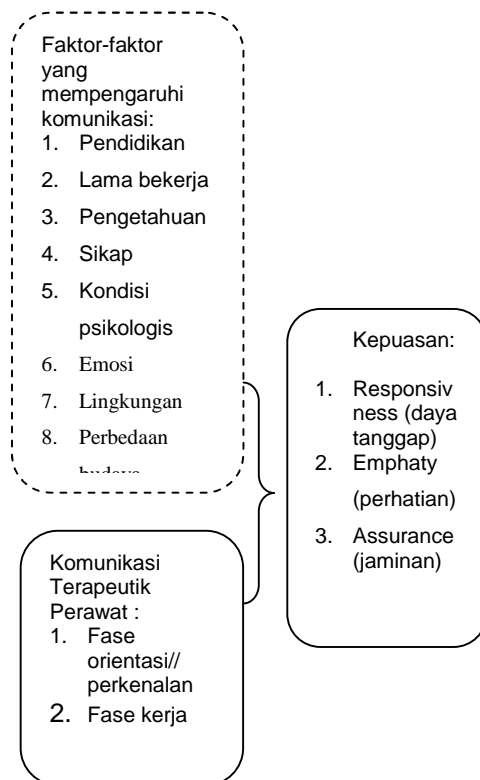 Faktor-faktor
yang
mempengaruhi
komunikasi:
1. Pendidikan
2. Lama bekerja
3. Pengetahuan
4. Sikap
5. Kondisi
psikologis
6. Emosi
7. Lingkungan
8. Perbedaan
Komunikasi
Terapeutik
Perawat :
1. Fase
orientasi//
perkenalan
2. Fase kerja
Kepuasan:
1. Responsiv
ness (daya
tanggap)
2. Emphaty
(perhatian)
3. Assurance
(jaminan)